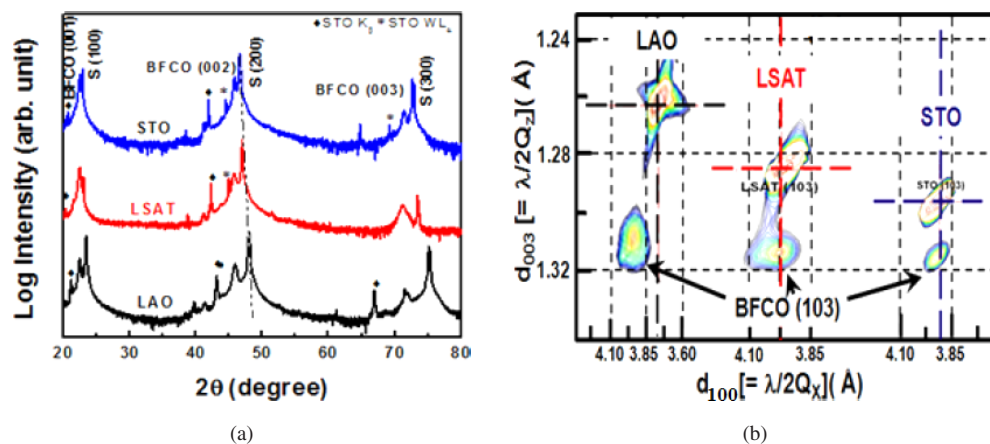 ◆STO K_β * STO WL_α
BFCO (001)
S (100)
BFCO (002)
S (200)
BFCO (003)
S (300)
STO
LSAT
LAO
Log Intensity (arb. unit)
20 30 40 50 60 70 80
2θ (degree)
(a)
LAO
LSAT
STO
LSAT (103)
STO (103)
BFCO (103)
1.24
1.28
1.32
d003 [= λ/2Q_Z](Å)
4.10 3.85 3.60 4.10 3.85 4.10 3.85
d100[= λ/2Q_X](Å)
(b)